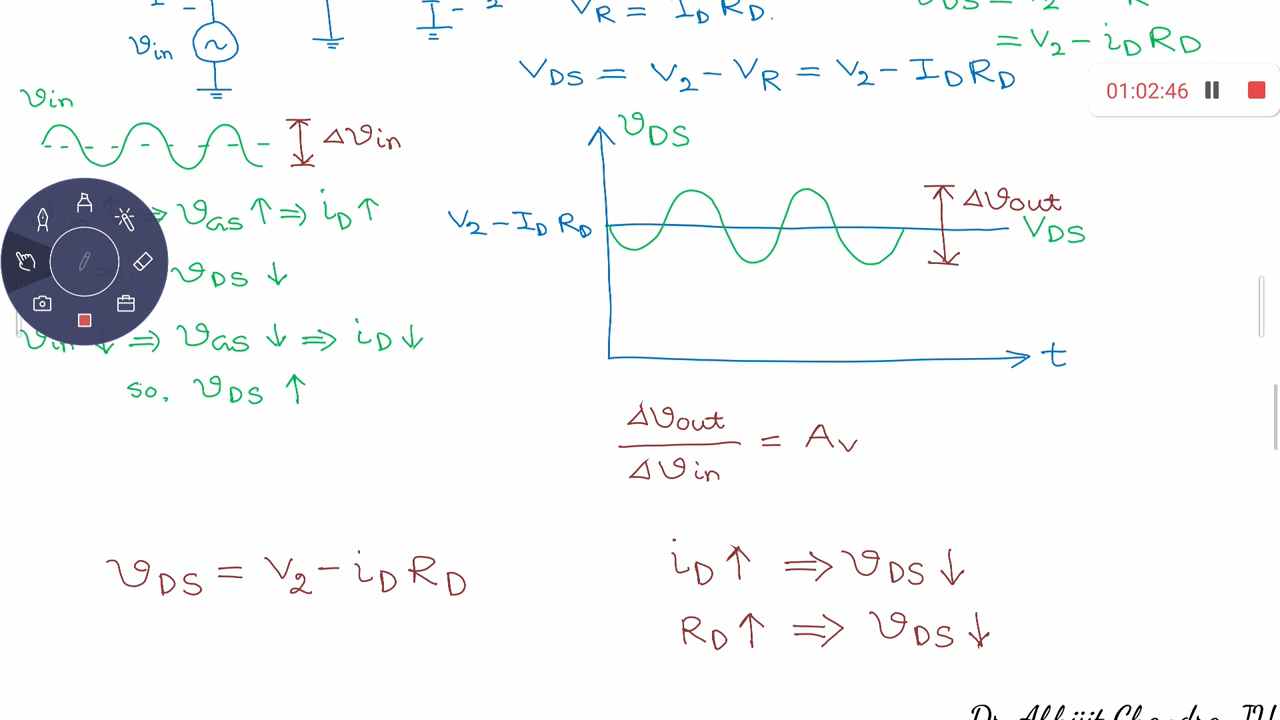 V_R = I_D R_D.
= V_2 - i_D R_D
v_in
V_DS = V_2 - V_R = V_2 - I_D R_D
01:02:46
v_in
Δv_in
v_DS
⇒ v_GS ↑ ⇒ i_D ↑
V_2 - I_D R_D
Δv_out
V_DS
v_DS ↓
v_in ↓ ⇒ v_GS ↓ ⇒ i_D ↓
t
so, v_DS ↑
Δv_out / Δv_in = A_v
v_DS = V_2 - i_D R_D
i_D ↑ ⇒ v_DS ↓
R_D ↑ ⇒ v_DS ↓